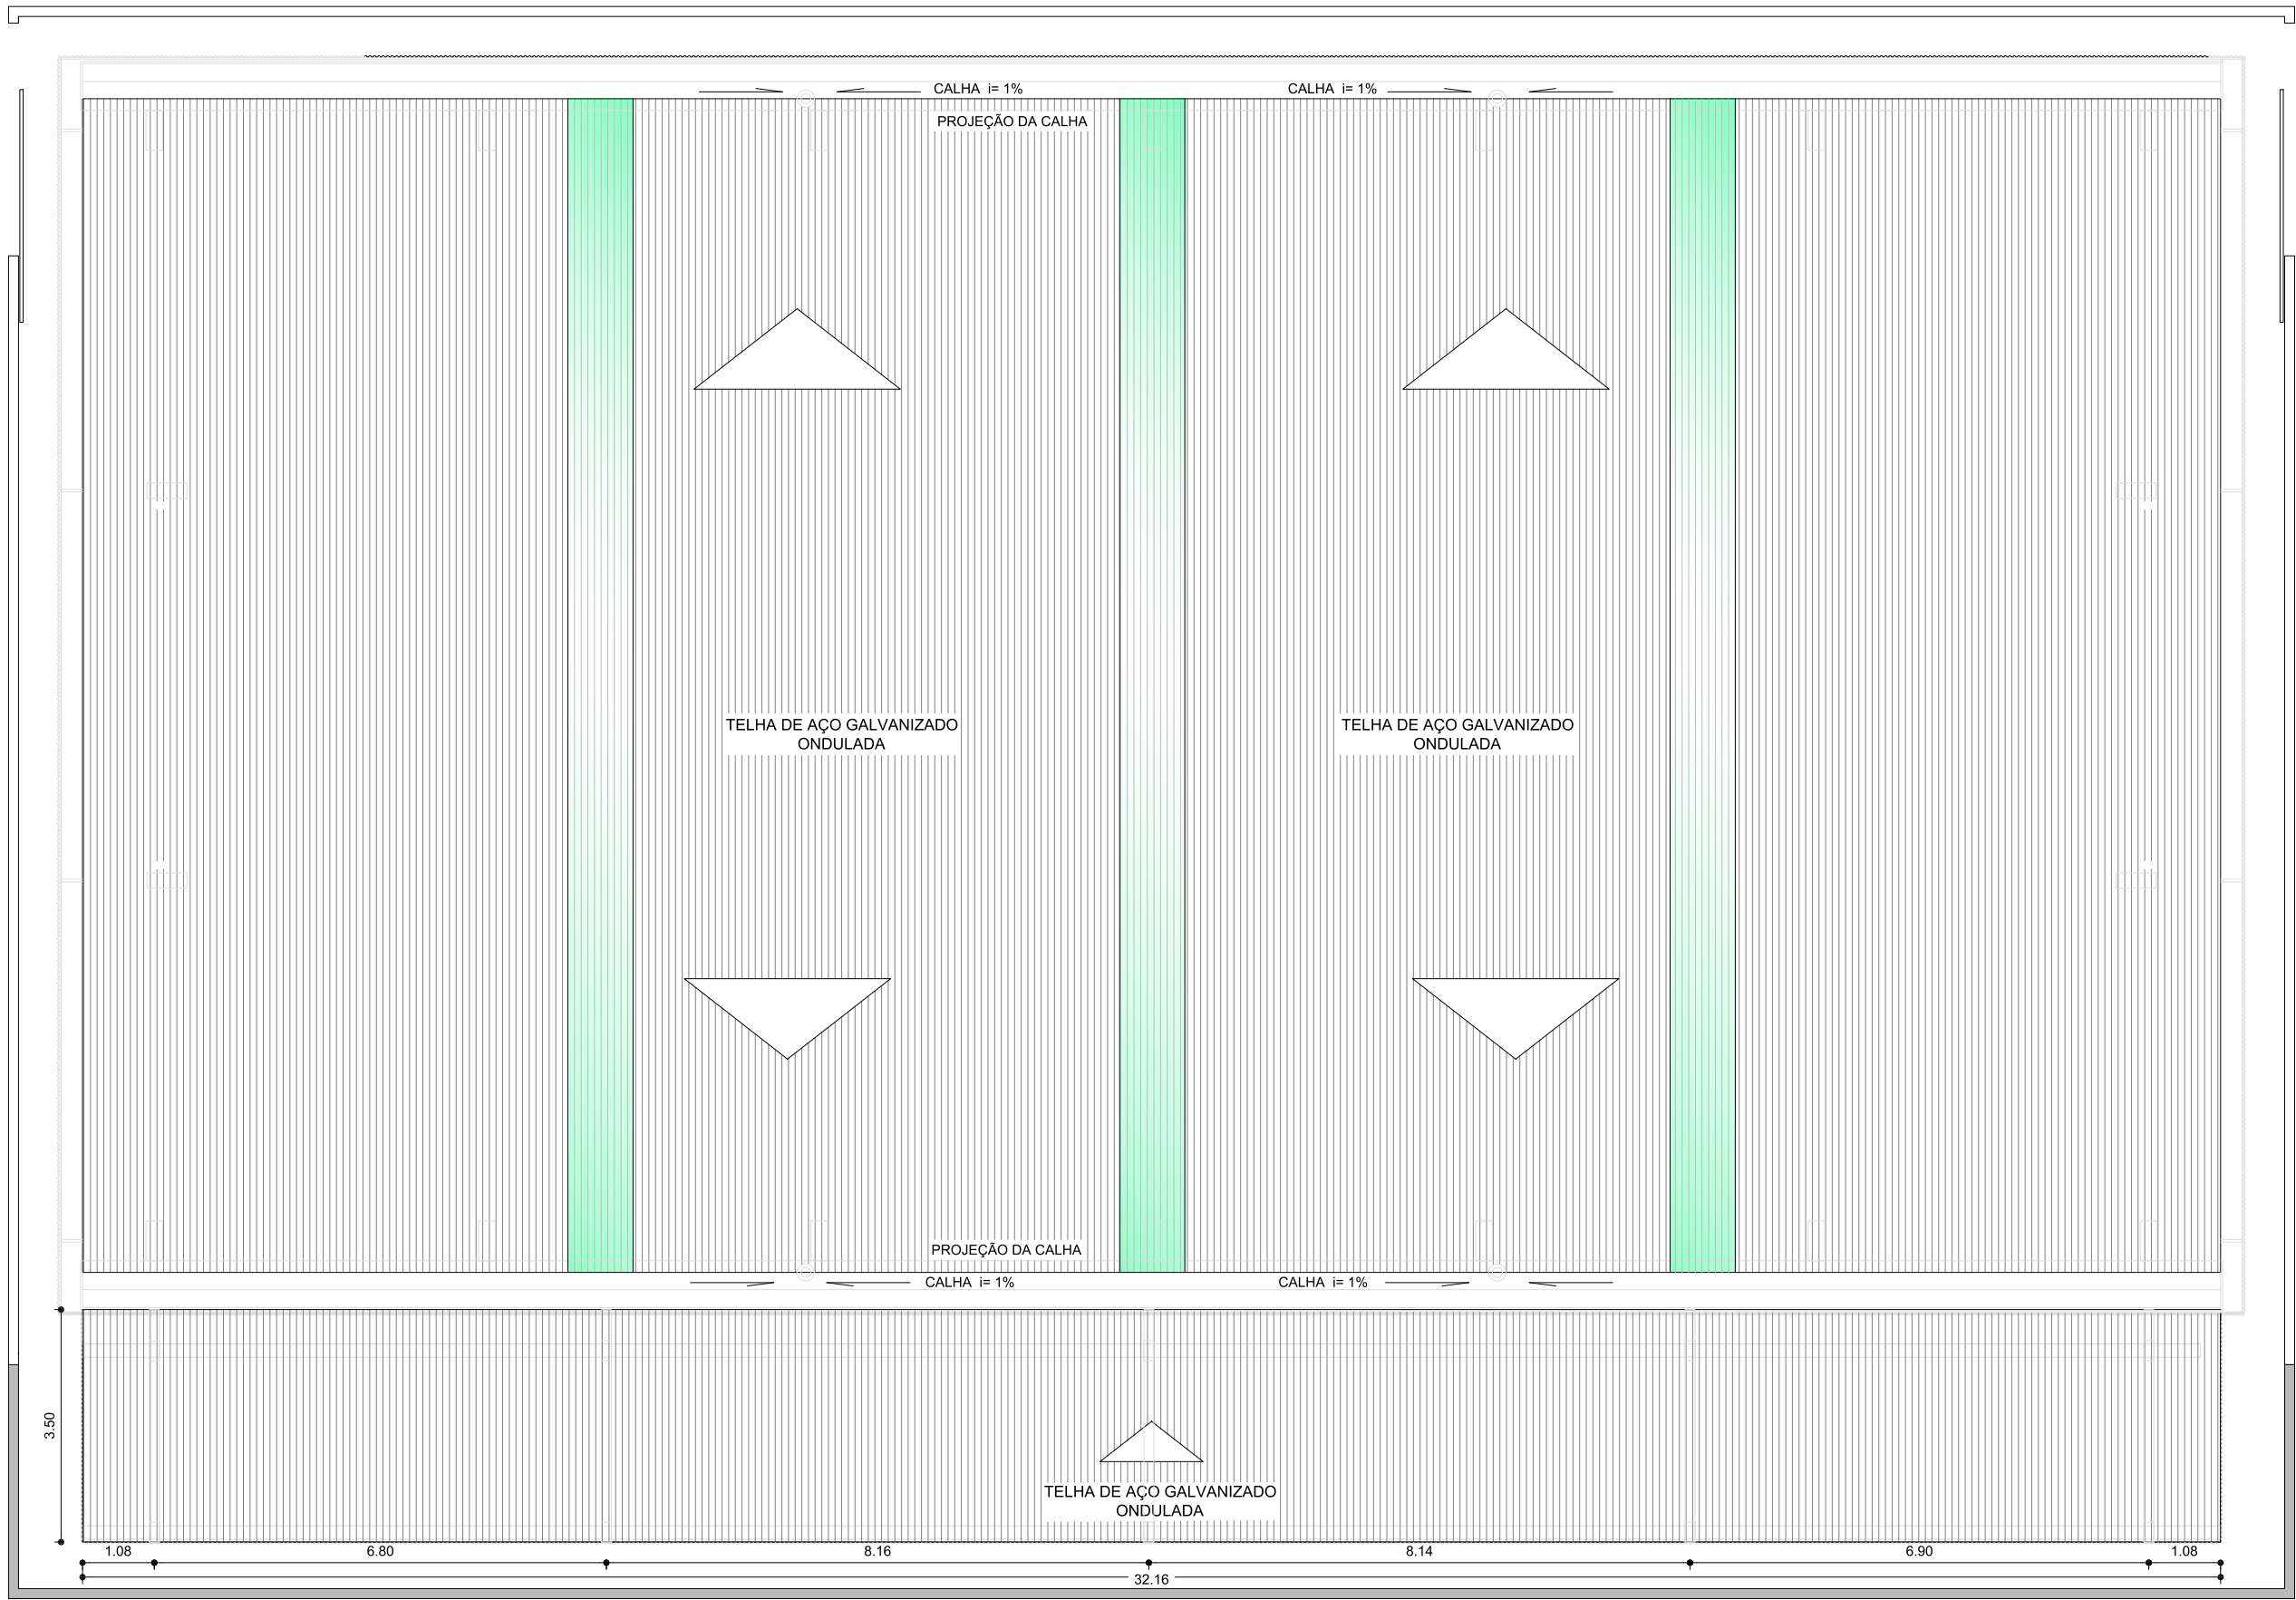 CALHA i= 1%
CALHA i= 1%
PROJEÇÃO DA CALHA
TELHA DE AÇO GALVANIZADO
ONDULADA
TELHA DE AÇO GALVANIZADO
ONDULADA
PROJEÇÃO DA CALHA
CALHA i= 1%
CALHA i= 1%
3.50
TELHA DE AÇO GALVANIZADO
ONDULADA
1.08
6.80
8.16
8.14
6.90
1.08
32.16